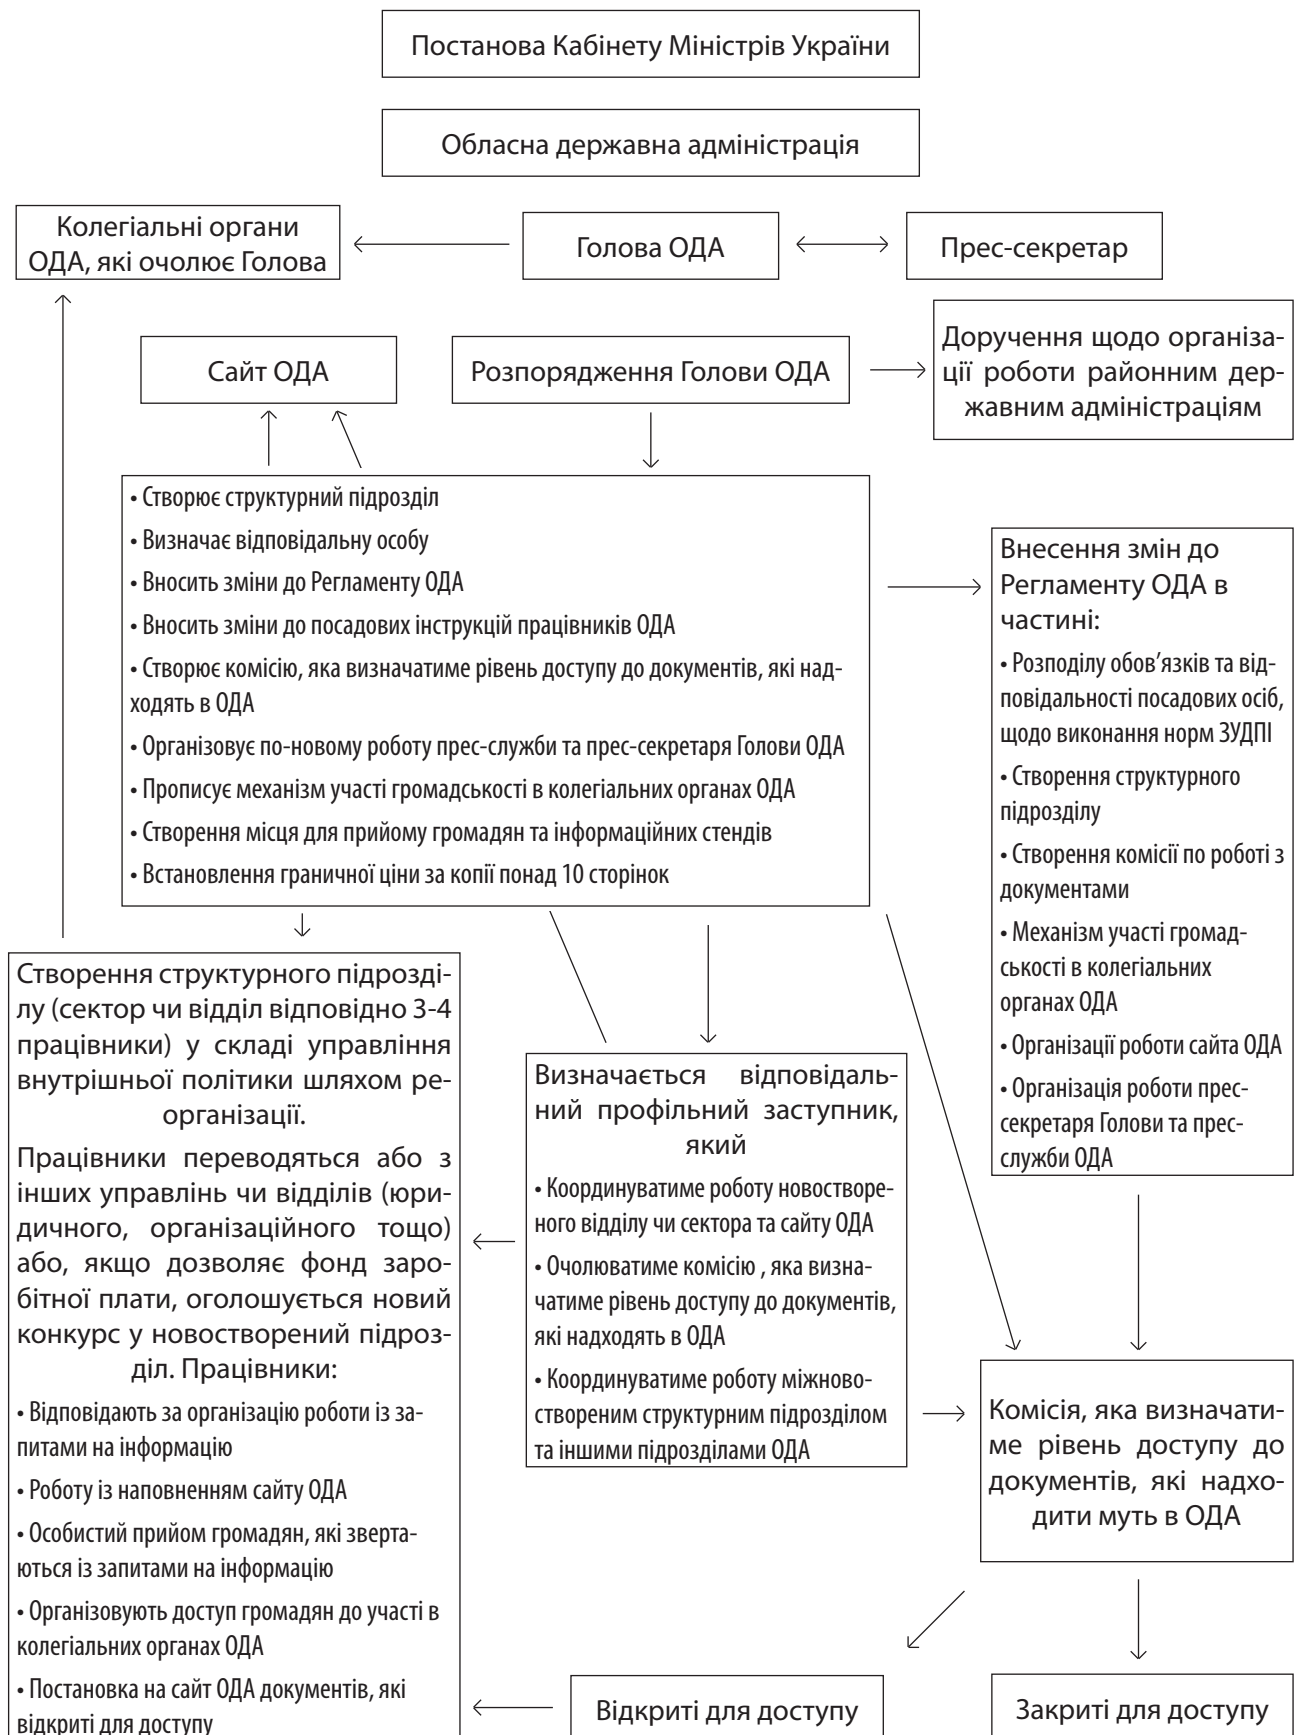 Постанова Кабінету Міністрів України
Обласна державна адміністрація
Колегіальні органи
ОДА, які очолює Голова
Голова ОДА
Прес-секретар
Сайт ОДА
Розпорядження Голови ОДА
Доручення щодо організа-
ції роботи районним дер-
жавним адміністраціям
• Створює структурний підрозділ
• Визначає відповідальну особу
• Вносить зміни до Регламенту ОДА
• Вносить зміни до посадових інструкцій працівників ОДА
• Створює комісію, яка визначатиме рівень доступу до документів, які над-
ходять в ОДА
• Організовує по-новому роботу прес-служби та прес-секретаря Голови ОДА
• Прописує механізм участі громадськості в колегіальних органах ОДА
• Створення місця для прийому громадян та інформаційних стендів
• Встановлення граничної ціни за копії понад 10 сторінок
Внесення змін до
Регламенту ОДА в
частині:
• Розподілу обов’язків та від-
повідальності посадових осіб,
щодо виконання норм ЗУДПІ
• Створення структурного
підрозділу
• Створення комісії по роботі з
документами
• Механізм участі громад-
ськості в колегіальних
органах ОДА
• Організації роботи сайта ОДА
• Організація роботи прес-
секретаря Голови та прес-
служби ОДА
Створення структурного підрозді-
лу (сектор чи відділ відповідно 3-4
працівники) у складі управління
внутрішньої політики шляхом ре-
організації.
Працівники переводяться або з
інших управлінь чи відділів (юри-
дичного, організаційного тощо)
або, якщо дозволяє фонд заро-
бітної плати, оголошується новий
конкурс у новостворений підроз-
діл. Працівники:
• Відповідають за організацію роботи із за-
питами на інформацію
• Роботу із наповненням сайту ОДА
• Особистий прийом громадян, які зверта-
ються із запитами на інформацію
• Організовують доступ громадян до участі в
колегіальних органах ОДА
• Постановка на сайт ОДА документів, які
відкриті для доступу
Визначається відповідаль-
ний профільний заступник,
який
• Координуватиме роботу новостворе-
ного відділу чи сектора та сайту ОДА
• Очолюватиме комісію , яка визна-
чатиме рівень доступу до документів,
які надходять в ОДА
• Координуватиме роботу міжново-
створеним структурним підрозділом
та іншими підрозділами ОДА
Комісія, яка визначати-
ме рівень доступу до
документів, які надхо-
дити муть в ОДА
Відкриті для доступу
Закриті для доступу